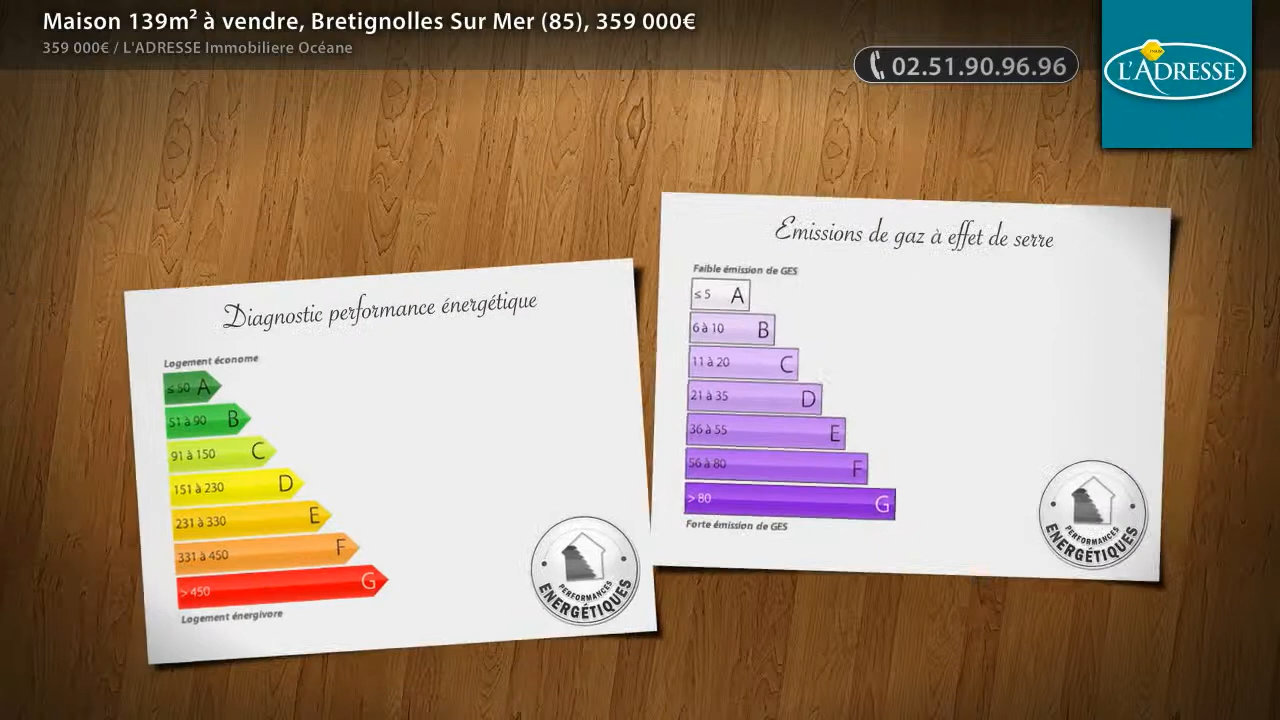 Maison 139m² à vendre, Bretignolles Sur Mer (85), 359 000€
359 000€ / L'ADRESSE Immobiliere Océane
02.51.90.96.96
L'ADRESSE
Diagnostic performance énergétique
Logement économe
≤ 50 A
51 à 90 B
91 à 150 C
151 à 230 D
231 à 330 E
331 à 450 F
> 450 G
Logement énergivore
PERFORMANCES
ENERGÉTIQUES
Emissions de gaz à effet de serre
Faible émission de GES
≤ 5 A
6 à 10 B
11 à 20 C
21 à 35 D
36 à 55 E
56 à 80 F
> 80 G
Forte émission de GES
PERFORMANCES
ENERGÉTIQUES